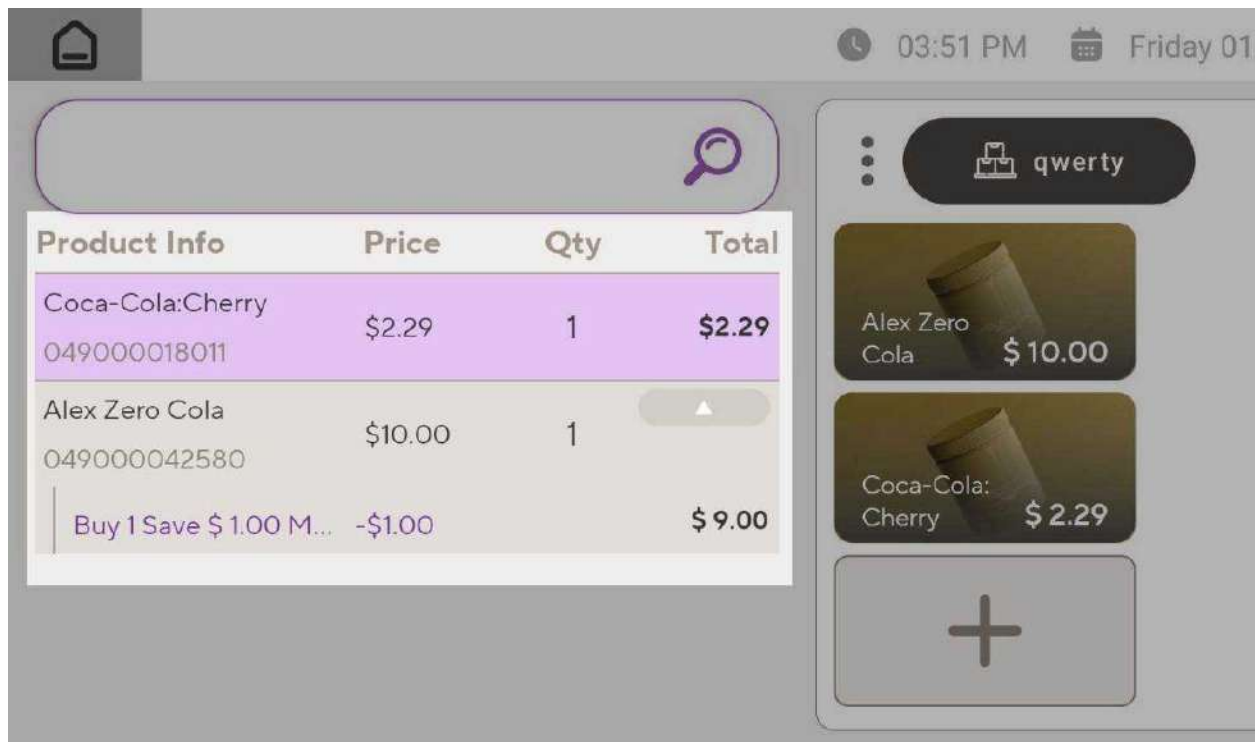 03:51 PM Friday 01
qwerty
Product Info Price Qty Total
Coca-Cola:Cherry
049000018011
$2.29 1 $2.29
Alex Zero Cola
049000042580
$10.00 1
Buy 1 Save $ 1.00 M... -$1.00 $ 9.00
Alex Zero
Cola $ 10.00
Coca-Cola:
Cherry $ 2.29